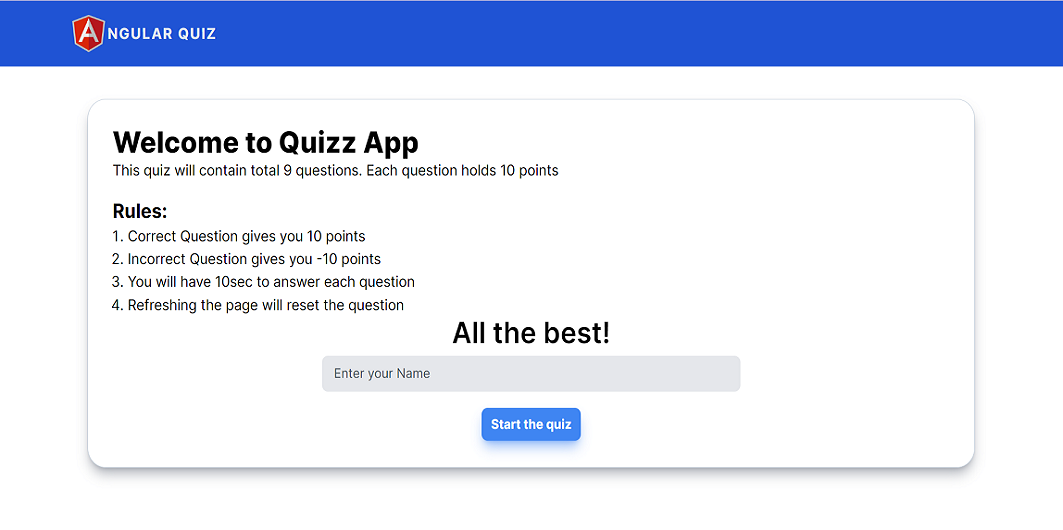 ANGULAR QUIZ
Welcome to Quizz App
This quiz will contain total 9 questions. Each question holds 10 points
Rules:
1. Correct Question gives you 10 points
2. Incorrect Question gives you -10 points
3. You will have 10sec to answer each question
4. Refreshing the page will reset the question
All the best!
Enter your Name
Start the quiz